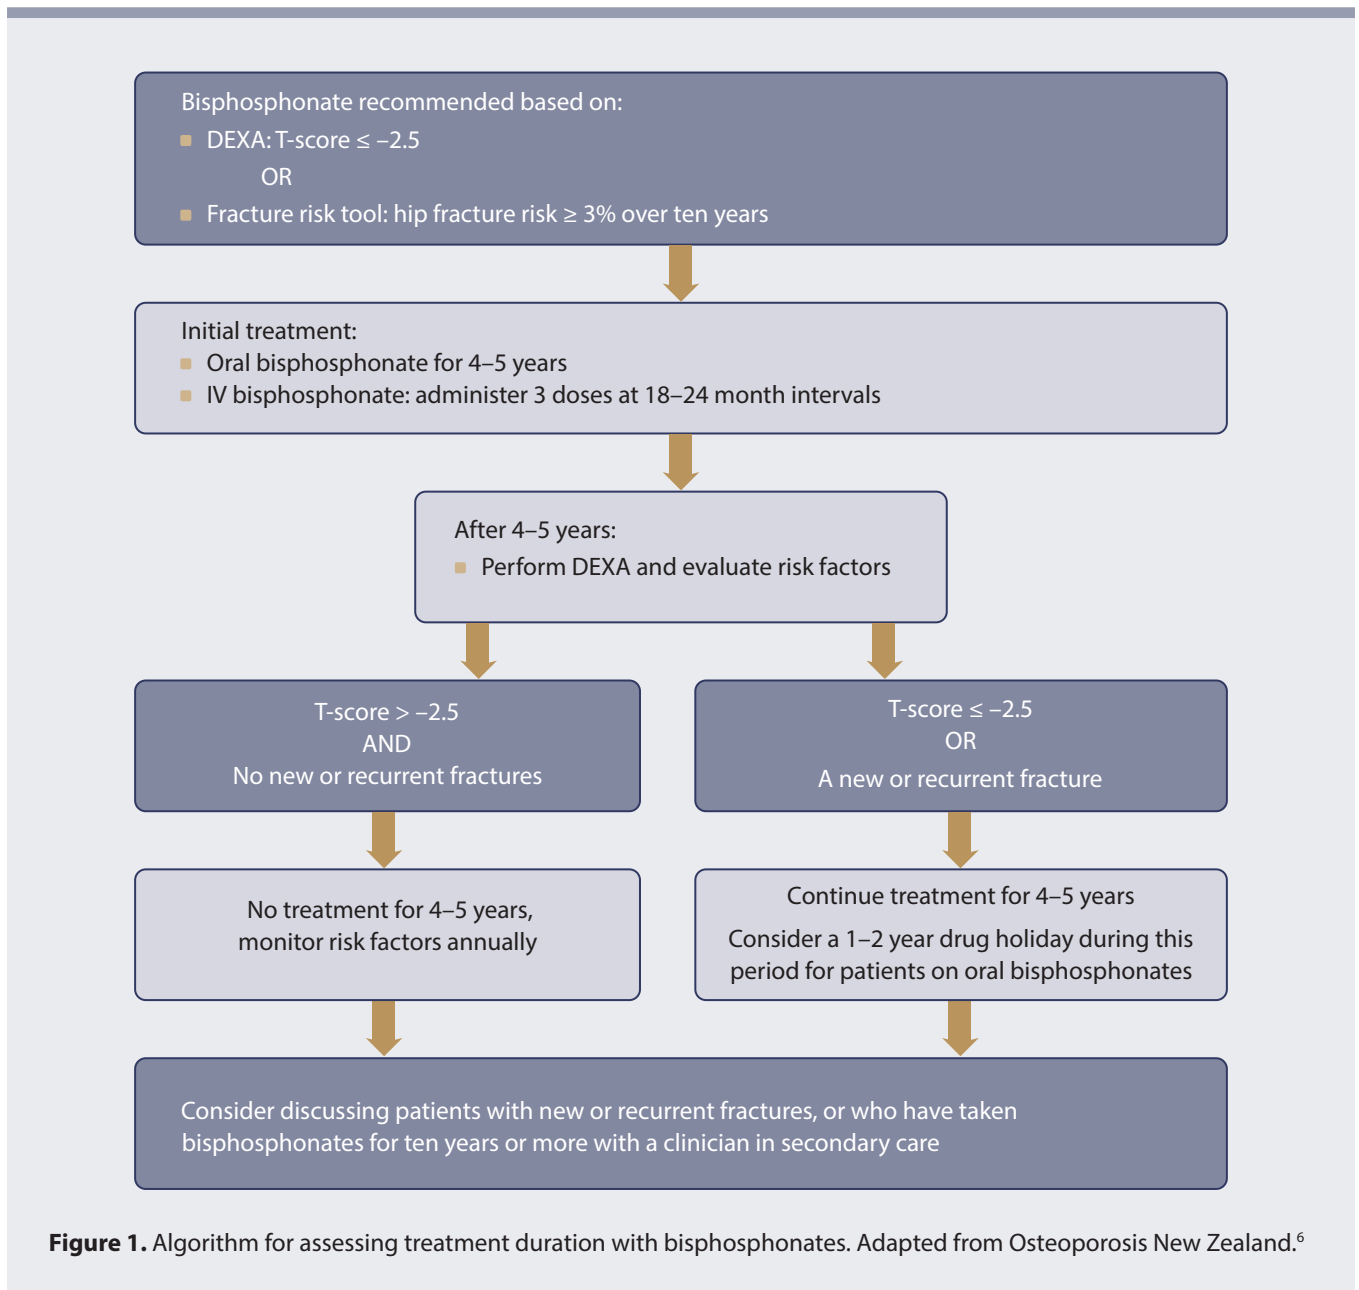 Bisphosphonate recommended based on:
DEXA: T-score ≤ –2.5
OR
Fracture risk tool: hip fracture risk ≥ 3% over ten years
Initial treatment:
Oral bisphosphonate for 4–5 years
IV bisphosphonate: administer 3 doses at 18–24 month intervals
After 4–5 years:
Perform DEXA and evaluate risk factors
T-score > –2.5
AND
No new or recurrent fractures
T-score ≤ –2.5
OR
A new or recurrent fracture
No treatment for 4–5 years,
monitor risk factors annually
Continue treatment for 4–5 years
Consider a 1–2 year drug holiday during this
period for patients on oral bisphosphonates
Consider discussing patients with new or recurrent fractures, or who have taken
bisphosphonates for ten years or more with a clinician in secondary care
Figure 1. Algorithm for assessing treatment duration with bisphosphonates. Adapted from Osteoporosis New Zealand.⁶